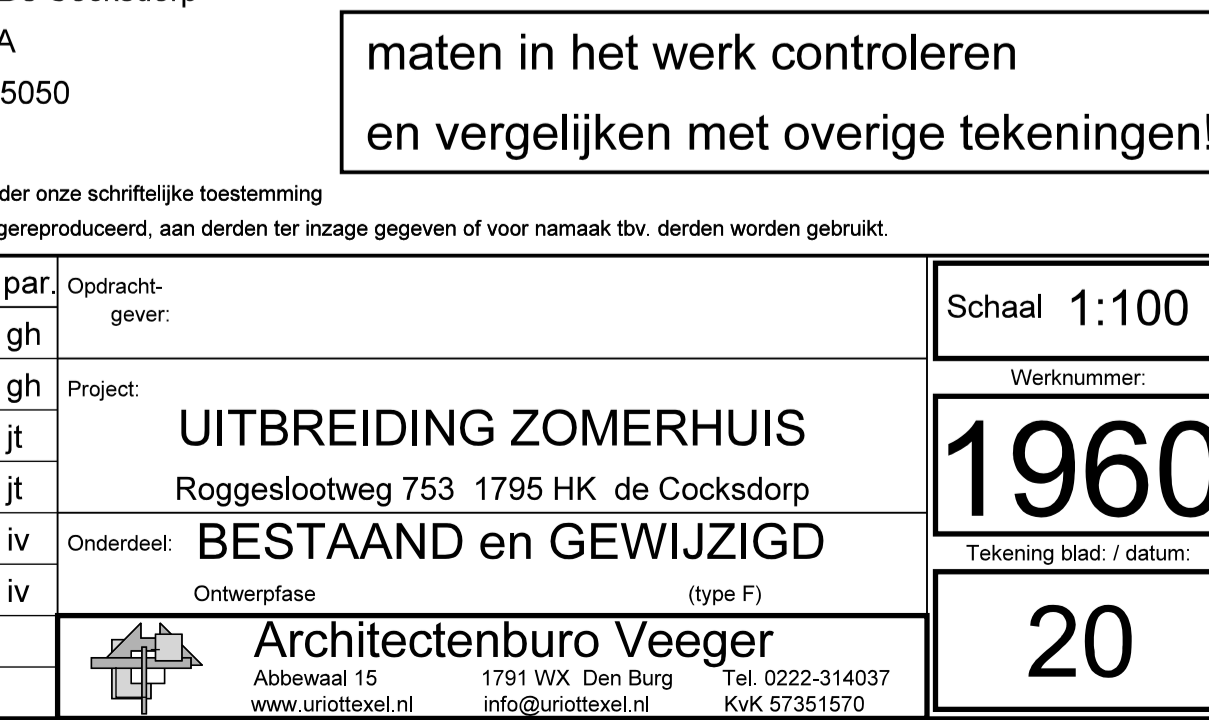 A
5050
maten in het werk controleren
en vergelijken met overige tekeningen!
der onze schriftelijke toestemming
gereproduceerd, aan derden ter inzage gegeven of voor namaak tbv. derden worden gebruikt.
par.
gh
gh
jt
jt
iv
iv
Opdracht-
gever:
Project:
UITBREIDING ZOMERHUIS
Roggeslootweg 753 1795 HK de Cocksdorp
Onderdeel: BESTAAND en GEWIJZIGD
Ontwerpfase (type F)
Architectenburo Veeger
Abbewaal 15 1791 WX Den Burg Tel. 0222-314037
www.uriottexel.nl info@uriottexel.nl KvK 57351570
Schaal 1:100
Werknummer:
1960
Tekening blad: / datum:
20